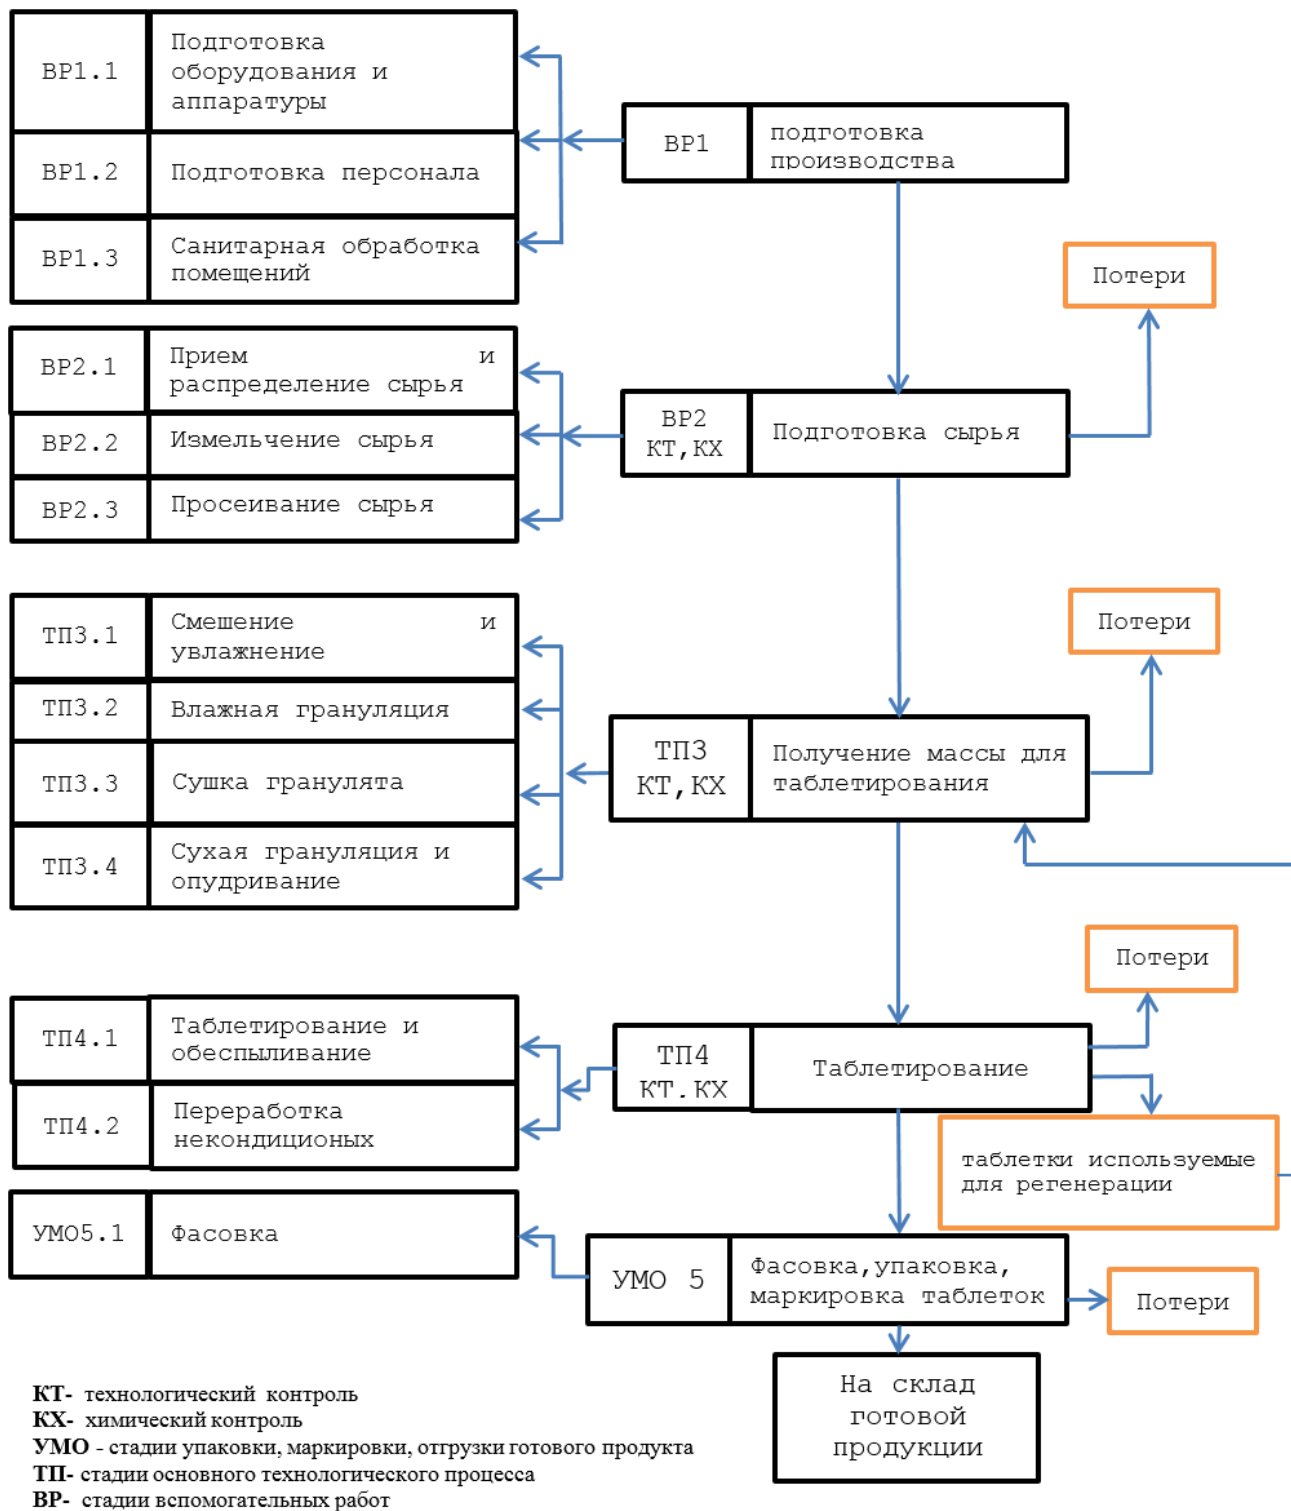 ВР1.1
Подготовка
оборудования и
аппаратуры
ВР1.2
Подготовка персонала
ВР1.3
Санитарная обработка
помещений
ВР1
подготовка
производства
Потери
ВР2.1
Прием и
распределение сырья
ВР2.2
Измельчение сырья
ВР2.3
Просеивание сырья
ВР2
КТ,КХ
Подготовка сырья
Потери
ТП3.1
Смешение и
увлажнение
ТП3.2
Влажная грануляция
ТП3.3
Сушка гранулята
ТП3.4
Сухая грануляция и
опудривание
ТП3
КТ,КХ
Получение массы для
таблетирования
Потери
ТП4.1
Таблетирование и
обеспыливание
ТП4.2
Переработка
некондиционых
ТП4
КТ.КХ
Таблетирование
таблетки используемые
для регенерации
УМО5.1
Фасовка
УМО 5
Фасовка,упаковка,
маркировка таблеток
Потери
На склад
готовой
продукции
КТ- технологический контроль
КХ- химический контроль
УМО - стадии упаковки, маркировки, отгрузки готового продукта
ТП- стадии основного технологического процесса
ВР- стадии вспомогательных работ